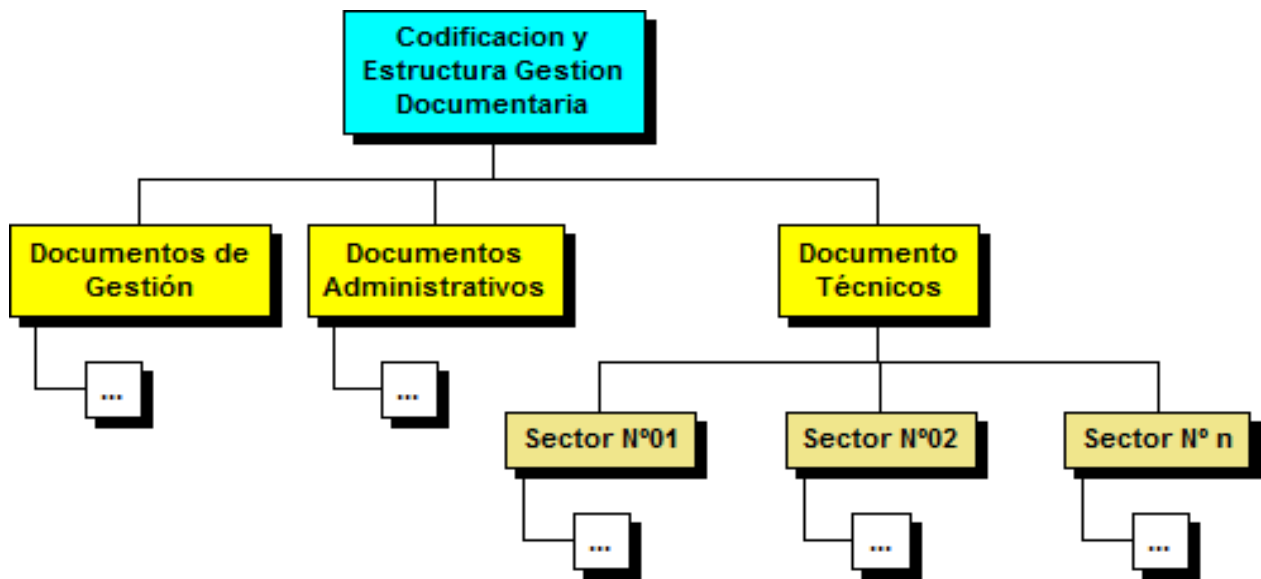 Codificacion y
Estructura Gestion
Documentaria
Documentos de
Gestión
Documentos
Administrativos
Documento
Técnicos
...
...
Sector Nº01
Sector Nº02
Sector Nº n
...
...
...